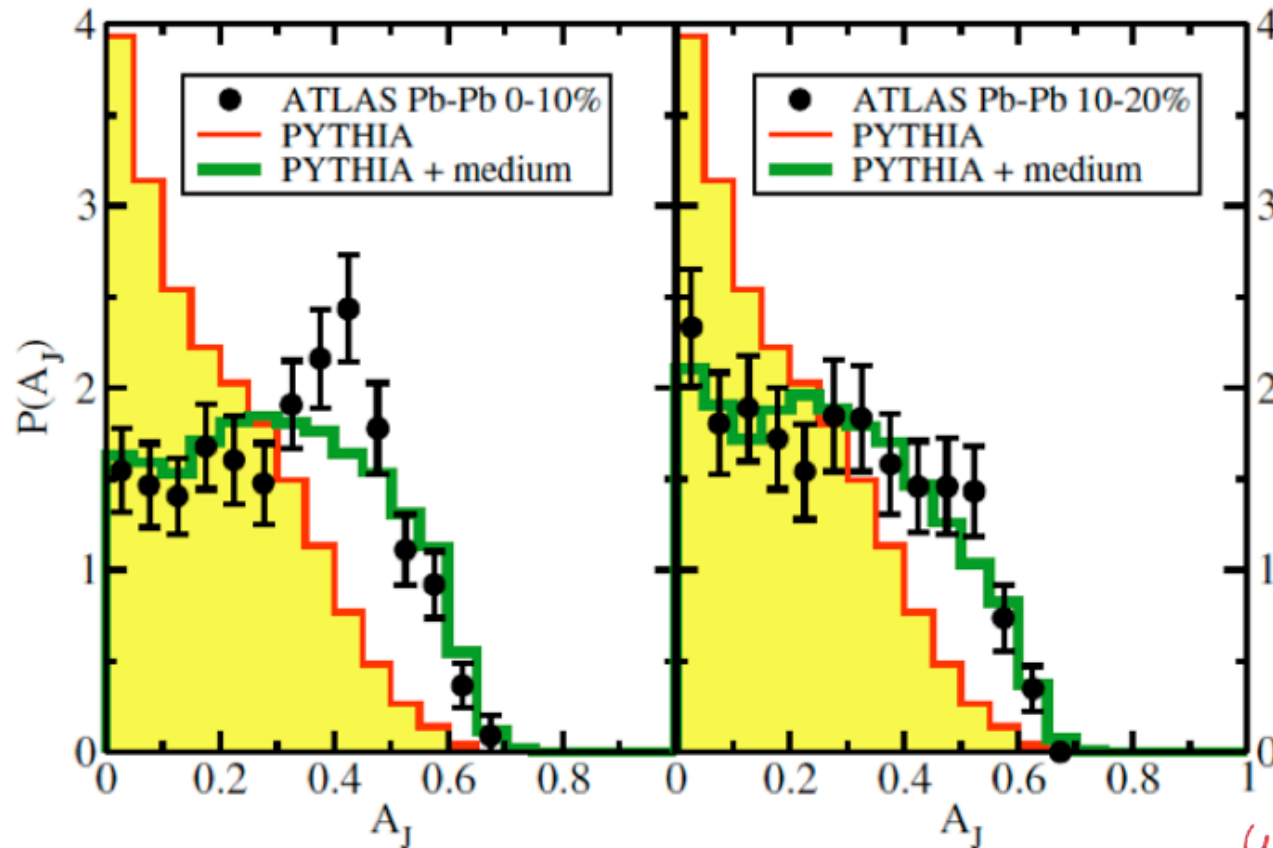 ATLAS Pb-Pb 0-10%
PYTHIA
PYTHIA + medium
ATLAS Pb-Pb 10-20%
PYTHIA
PYTHIA + medium
P(A_J)
4
3
2
1
0
0 0.2 0.4 0.6 0.8
A_J
0 0.2 0.4 0.6 0.8 1
A_J
4
3
2
1
0